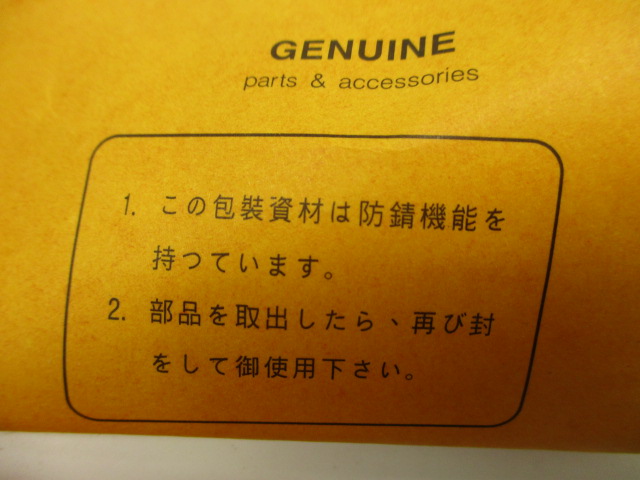 GENUINE
parts & accessories
1. この包裝資材は防錆機能を
持つています。
2. 部品を取出したら、再び封
をして御使用下さい。